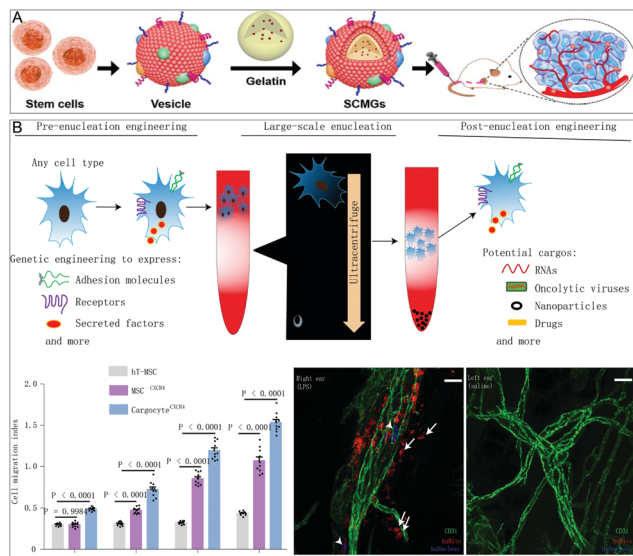 A
Gelatin
Stem cells
Vesicle
SCMGs
B
Pre-enucleation engineering
Large-scale enucleation
Post-enucleation engineering
Any cell type
Ultracentrifuge
Genetic engineering to express:
Adhesion molecules
Receptors
Secreted factors
and more
Potential cargos:
RNAs
Oncolytic viruses
Nanoparticles
Drugs
and more
Cell migration index
2.0
1.5
1.0
0.5
0
hT-MSC
MSC CXCR4
Cargocyte CXCR4
P < 0.0001
P = 0.9984
P < 0.0001
P < 0.0001
P < 0.0001
P < 0.0001
P < 0.0001
P < 0.0001
Right ear
(LPS)
CD31
huVivo
huNucleus
Left ear
(saline)
CD31
huVivo
huNucleus